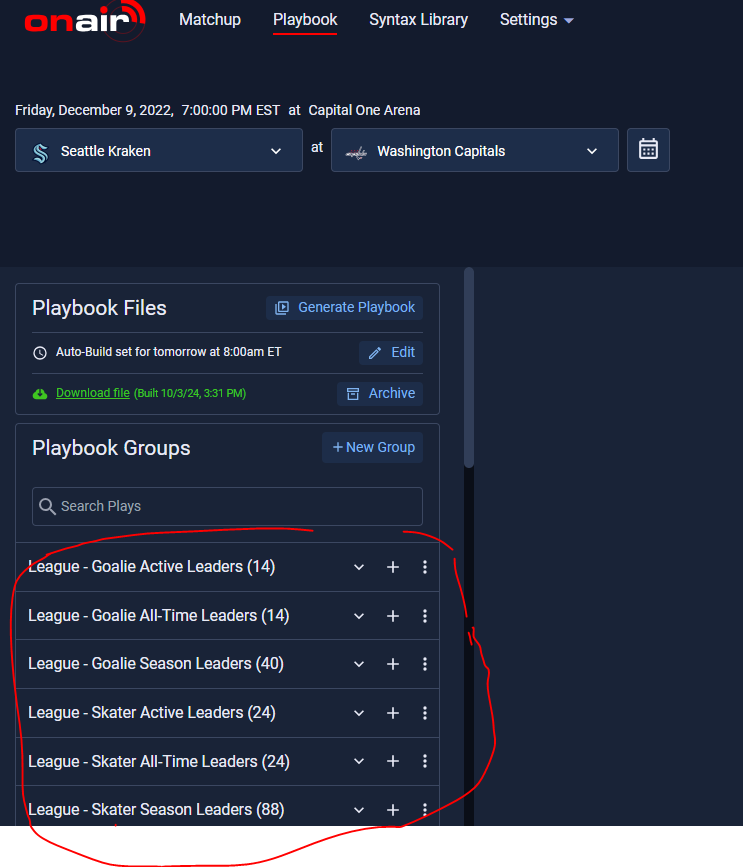 onair Matchup Playbook Syntax Library Settings
Friday, December 9, 2022, 7:00:00 PM EST at Capital One Arena
Seattle Kraken at Washington Capitals
Playbook Files Generate Playbook
Auto-Build set for tomorrow at 8:00am ET Edit
Download file (Built 10/3/24, 3:31 PM) Archive
Playbook Groups + New Group
Search Plays
League - Goalie Active Leaders (14)
League - Goalie All-Time Leaders (14)
League - Goalie Season Leaders (40)
League - Skater Active Leaders (24)
League - Skater All-Time Leaders (24)
League - Skater Season Leaders (88)